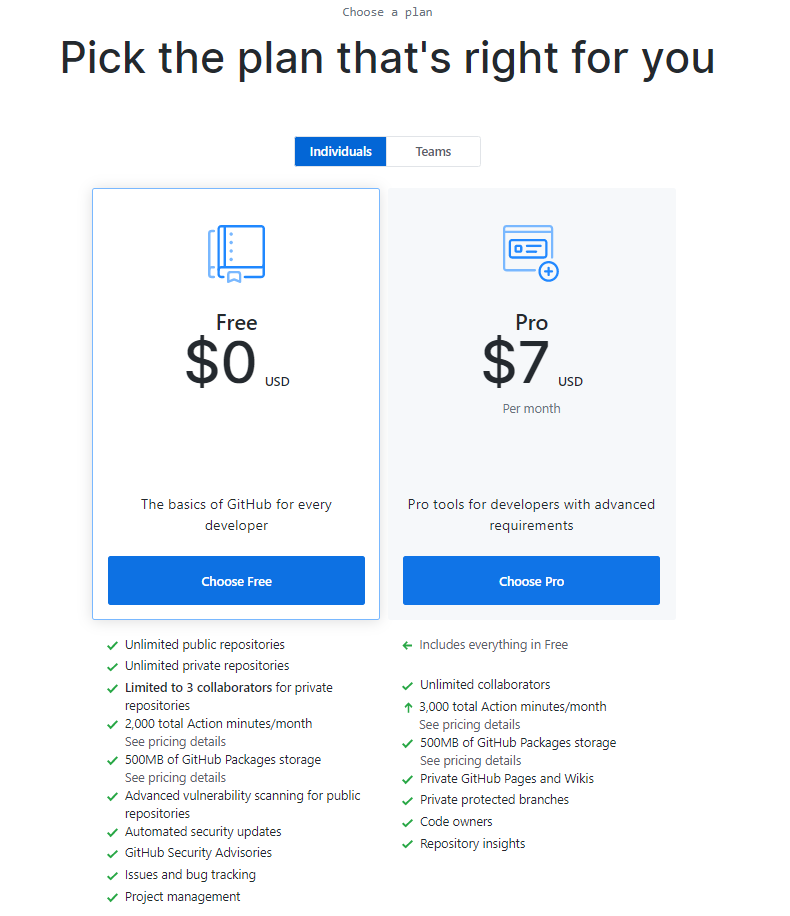 Choose a plan
Pick the plan that's right for you
Individuals
Teams
Free
$0 USD
The basics of GitHub for every
developer
Choose Free
Unlimited public repositories
Unlimited private repositories
Limited to 3 collaborators for private
repositories
2,000 total Action minutes/month
See pricing details
500MB of GitHub Packages storage
See pricing details
Advanced vulnerability scanning for public
repositories
Automated security updates
GitHub Security Advisories
Issues and bug tracking
Project management
Pro
$7 USD
Per month
Pro tools for developers with advanced
requirements
Choose Pro
Includes everything in Free
Unlimited collaborators
3,000 total Action minutes/month
See pricing details
500MB of GitHub Packages storage
See pricing details
Private GitHub Pages and Wikis
Private protected branches
Code owners
Repository insights